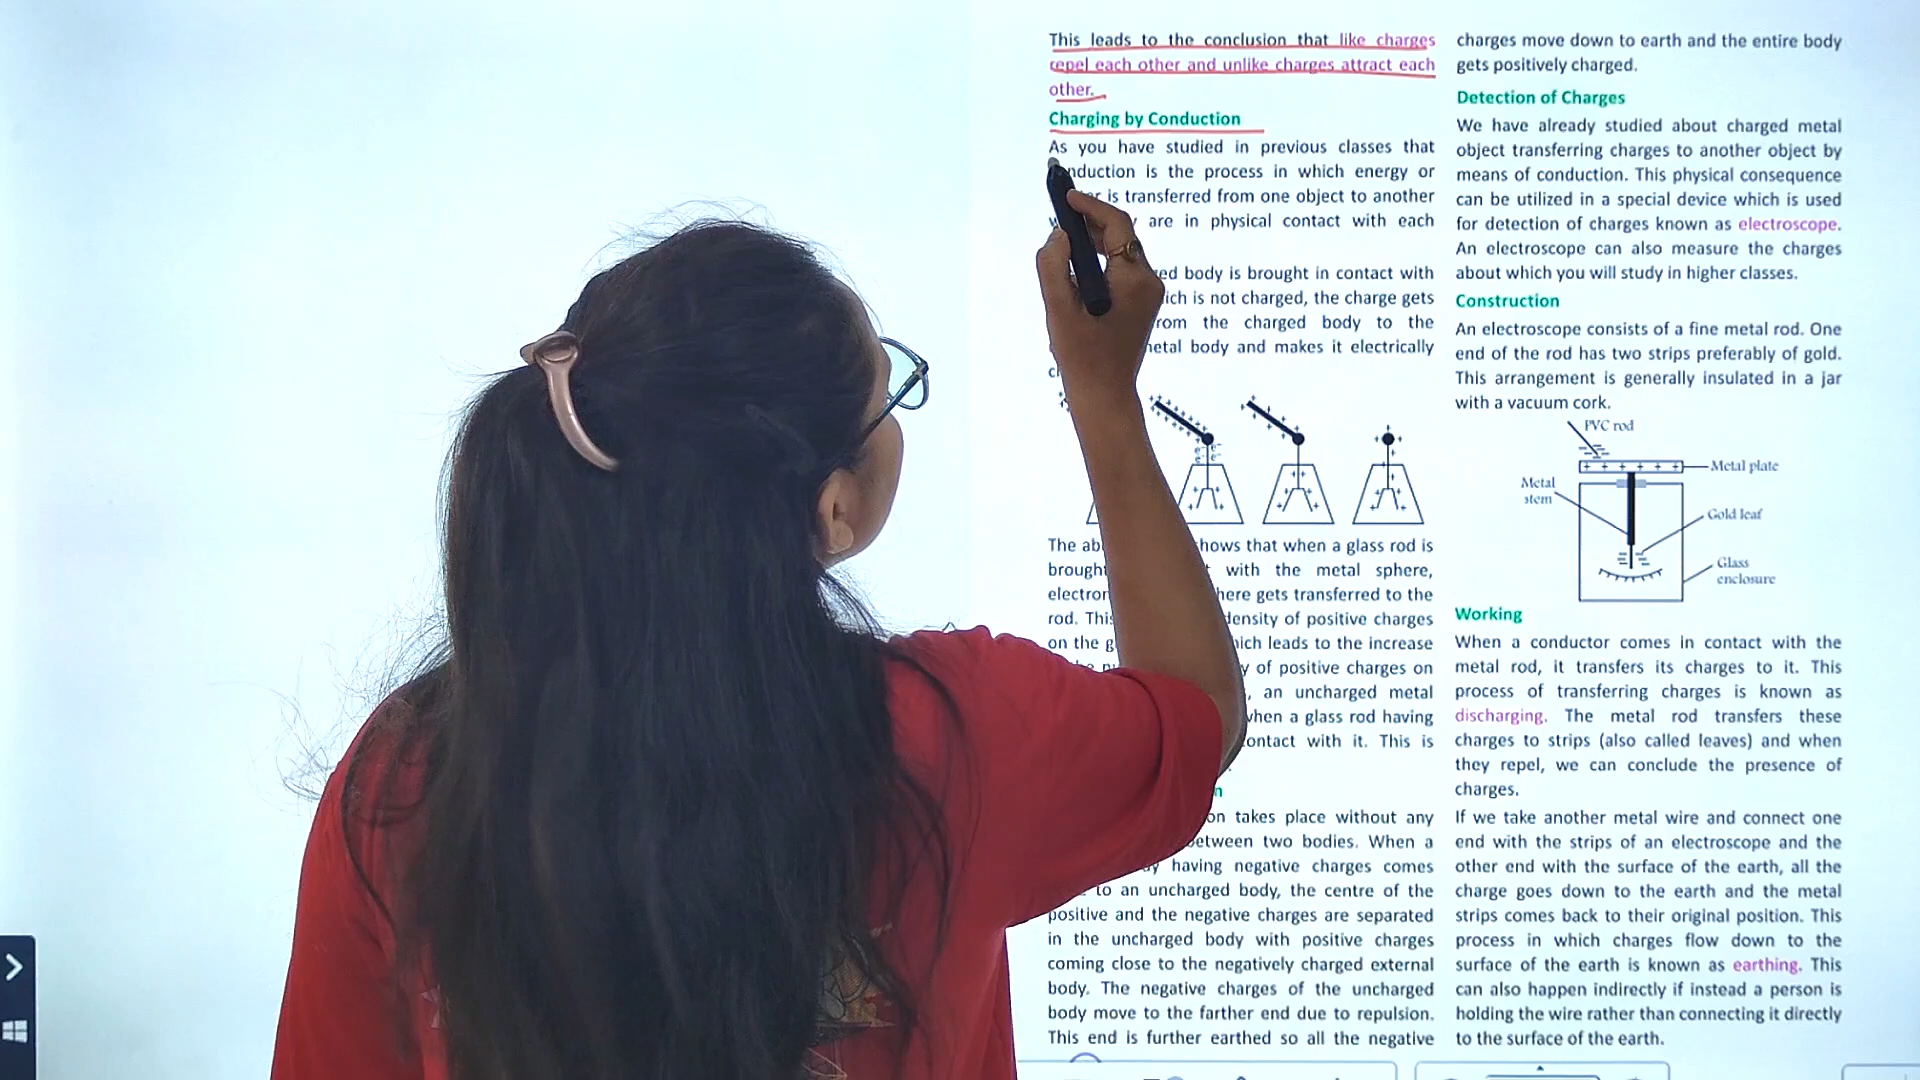 This leads to the conclusion that like charges
repel each other and unlike charges attract each
other.
Charging by Conduction
As you have studied in previous classes that
nduction is the process in which energy or
is transferred from one object to another
are in physical contact with each
ed body is brought in contact with
ich is not charged, the charge gets
rom the charged body to the
etal body and makes it electrically
The ab hows that when a glass rod is
brought with the metal sphere,
electron here gets transferred to the
rod. This density of positive charges
on the g ich leads to the increase
y of positive charges on
, an uncharged metal
when a glass rod having
ontact with it. This is
n
on takes place without any
between two bodies. When a
having negative charges comes
to an uncharged body, the centre of the
positive and the negative charges are separated
in the uncharged body with positive charges
coming close to the negatively charged external
body. The negative charges of the uncharged
body move to the farther end due to repulsion.
This end is further earthed so all the negative
charges move down to earth and the entire body
gets positively charged.
Detection of Charges
We have already studied about charged metal
object transferring charges to another object by
means of conduction. This physical consequence
can be utilized in a special device which is used
for detection of charges known as electroscope.
An electroscope can also measure the charges
about which you will study in higher classes.
Construction
An electroscope consists of a fine metal rod. One
end of the rod has two strips preferably of gold.
This arrangement is generally insulated in a jar
with a vacuum cork.
PVC rod
Metal plate
Metal
stem
Gold leaf
Glass
enclosure
Working
When a conductor comes in contact with the
metal rod, it transfers its charges to it. This
process of transferring charges is known as
discharging. The metal rod transfers these
charges to strips (also called leaves) and when
they repel, we can conclude the presence of
charges.
If we take another metal wire and connect one
end with the strips of an electroscope and the
other end with the surface of the earth, all the
charge goes down to the earth and the metal
strips comes back to their original position. This
process in which charges flow down to the
surface of the earth is known as earthing. This
can also happen indirectly if instead a person is
holding the wire rather than connecting it directly
to the surface of the earth.